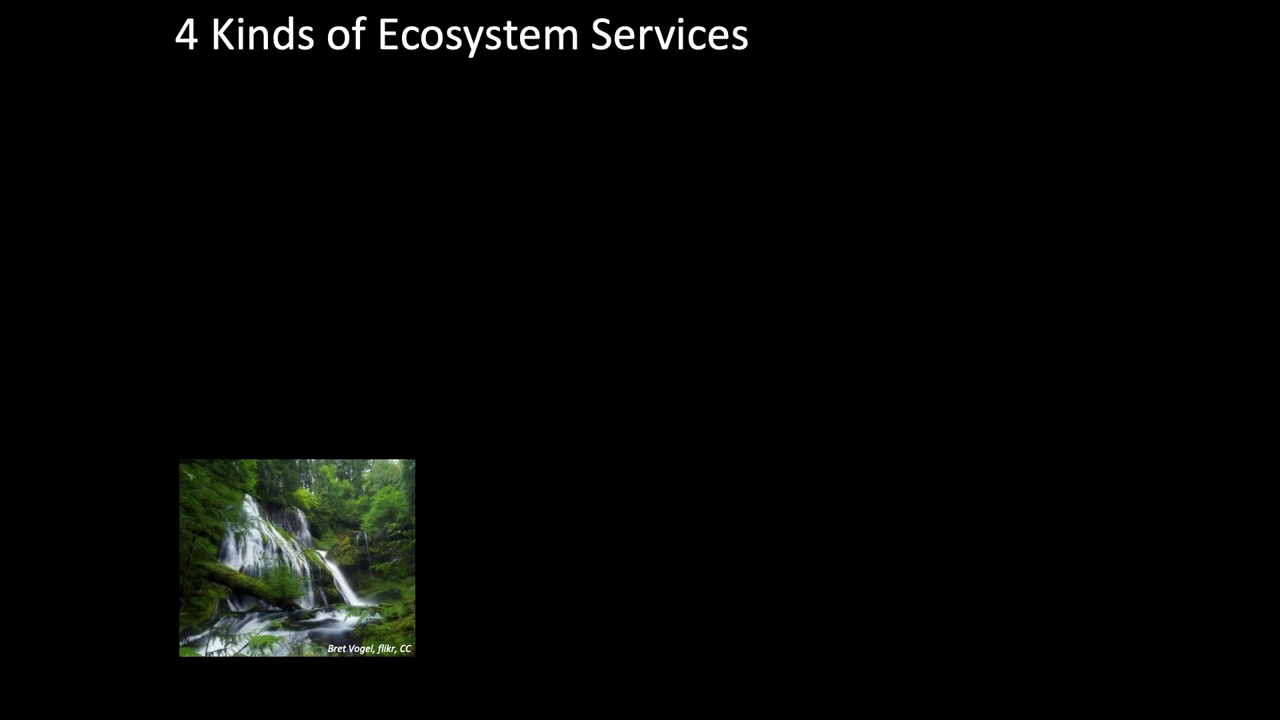 4 Kinds of Ecosystem Services
Bret Vogel, flikr, CC